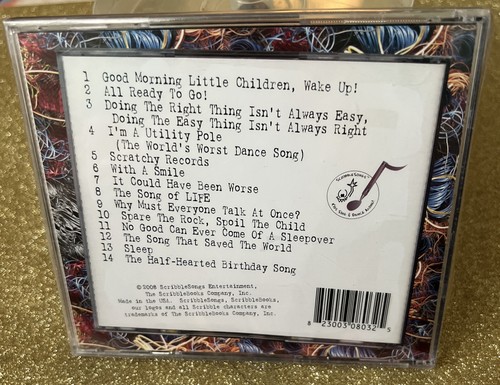 1 Good Morning Little Children, Wake Up!
2 All Ready To Go!
3 Doing The Right Thing Isn't Always Easy,
Doing The Easy Thing Isn't Always Right
4 I'm A Utility Pole
(The World's Worst Dance Song)
5 Scratchy Records
6 With A Smile
7 It Could Have Been Worse
8 The Song of LIFE
9 Why Must Everyone Talk At Once?
10 Spare The Rock, Spoil The Child
11 No Good Can Ever Come Of A Sleepover
12 The Song That Saved The World
13 Sleep
14 The Half-Hearted Birthday Song
ScribbleSongs
© 2008 ScribbleSongs Entertainment,
The ScribbleBooks Company, Inc.
Made in the USA. ScribbleSongs, ScribbleBooks,
our logos and all Scribble characters are
trademarks of The ScribbleBooks Company, Inc.
8 23003 08032 5